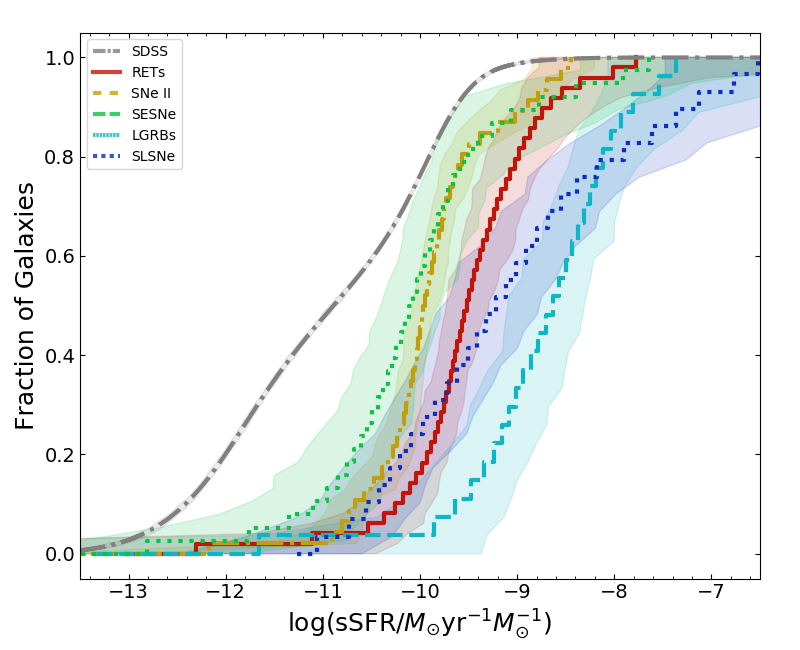 1.0
0.8
0.6
0.4
0.2
0.0
Fraction of Galaxies
SDSS
RETs
SNe II
SESNe
LGRBs
SLSNe
−13 −12 −11 −10 −9 −8 −7
log(sSFR/M⊙yr⁻¹M⊙⁻¹)